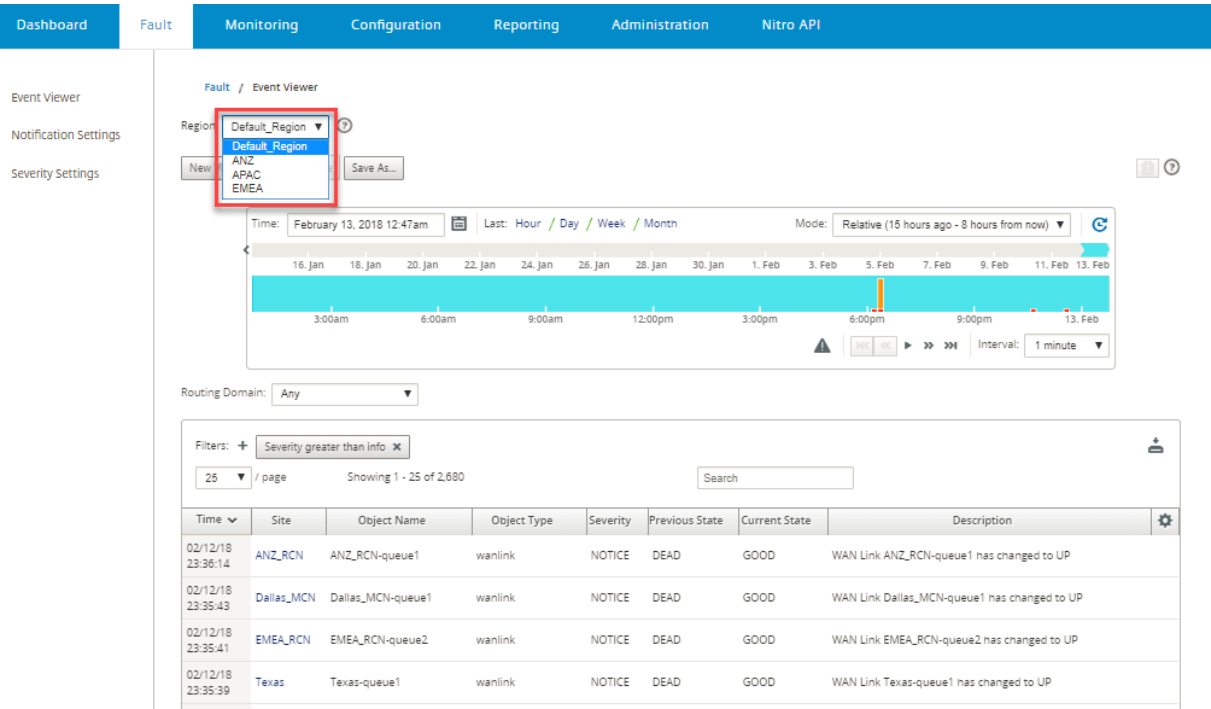 Dashboard Fault Monitoring Configuration Reporting Administration Nitro API
Event Viewer
Notification Settings
Severity Settings
Fault / Event Viewer
Region Default_Region ▼ ?
Default_Region
ANZ
APAC
EMEA
New Save As... ?
Time: February 13, 2018 12:47am Last: Hour / Day / Week / Month Mode: Relative (15 hours ago - 8 hours from now) ▼
16. Jan 18. Jan 20. Jan 22. Jan 24. Jan 26. Jan 28. Jan 30. Jan 1. Feb 3. Feb 5. Feb 7. Feb 9. Feb 11. Feb 13. Feb
3:00am 6:00am 9:00am 12:00pm 3:00pm 6:00pm 9:00pm 13. Feb
Interval: 1 minute ▼
Routing Domain: Any ▼
Filters: + Severity greater than info ×
25 ▼ / page Showing 1 - 25 of 2,680 Search
Time Site Object Name Object Type Severity Previous State Current State Description
02/12/18
23:36:14 ANZ_RCN ANZ_RCN-queue1 wanlink NOTICE DEAD GOOD WAN Link ANZ_RCN-queue1 has changed to UP
02/12/18
23:35:43 Dallas_MCN Dallas_MCN-queue1 wanlink NOTICE DEAD GOOD WAN Link Dallas_MCN-queue1 has changed to UP
02/12/18
23:35:41 EMEA_RCN EMEA_RCN-queue2 wanlink NOTICE DEAD GOOD WAN Link EMEA_RCN-queue2 has changed to UP
02/12/18
23:35:39 Texas Texas-queue1 wanlink NOTICE DEAD GOOD WAN Link Texas-queue1 has changed to UP